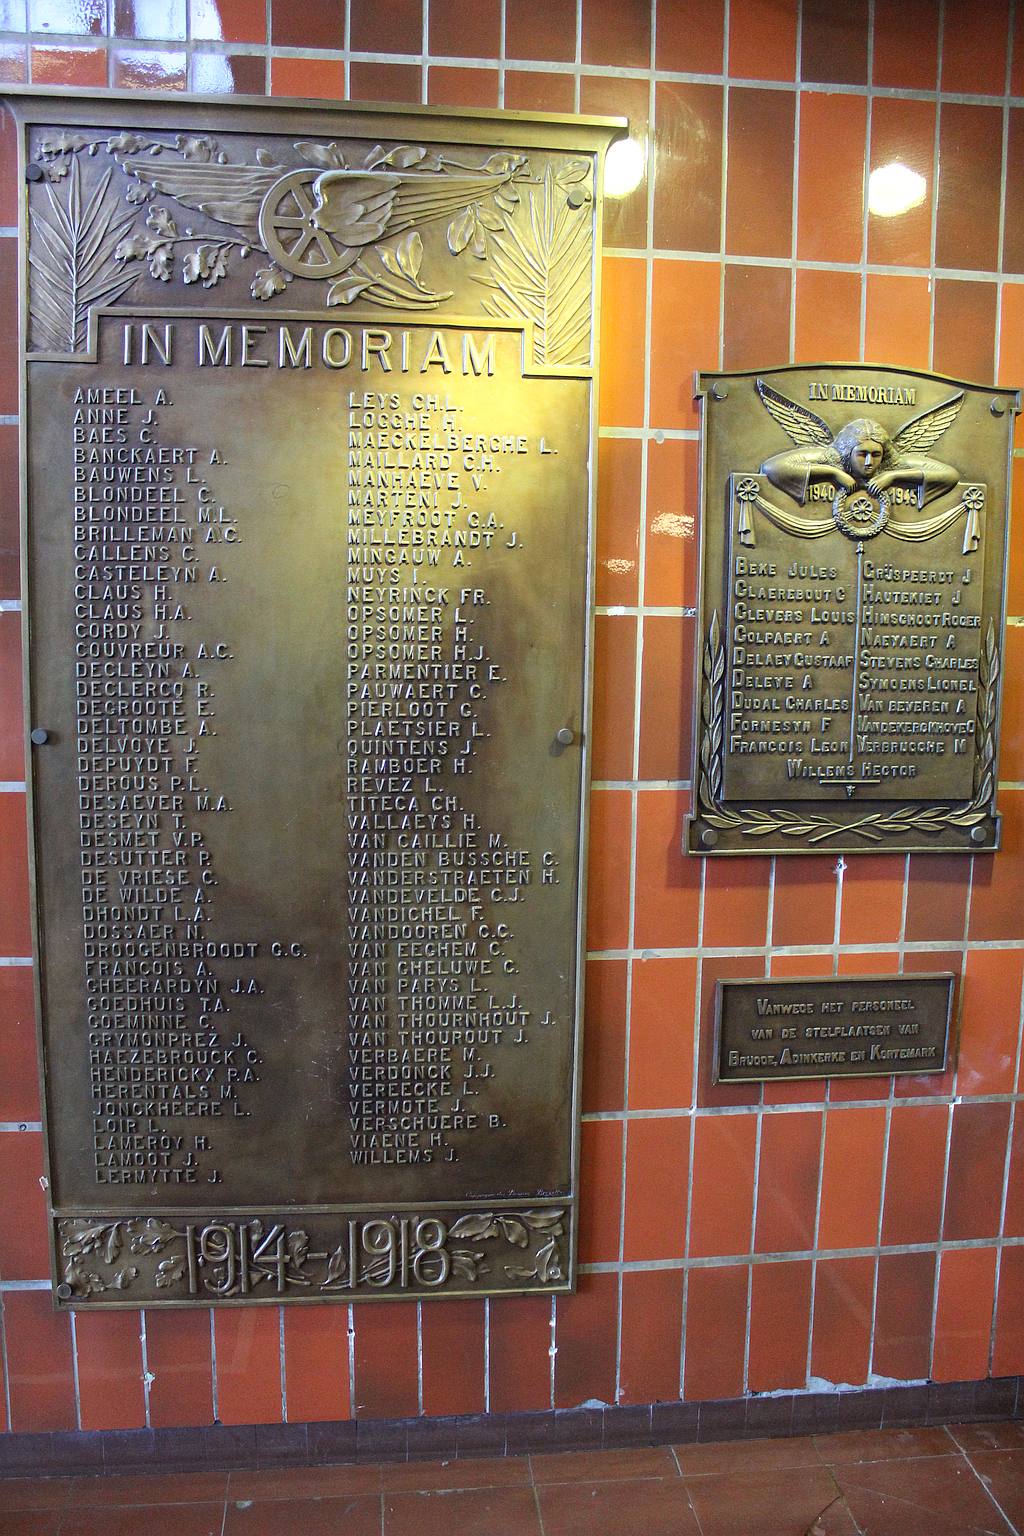 IN MEMORIAM
AMEEL A.
ANNE J.
BAES C.
BANCKAERT A.
BAUWENS L.
BLONDEEL C.
BLONDEEL M.L.
BRILLEMAN A.C.
CALLENS C.
CASTELEYN A.
CLAUS H.
CLAUS H.A.
CORDY J.
COUVREUR A.C.
DECLEYN A.
DECLERCQ R.
DEGROOTE E.
DELTOMBE A.
DELVOYE J.
DEPUYDT F.
DEROUS P.L.
DESAEVER M.A.
DESEYN T.
DESMET V.P.
DESUTTER P.
DE VRIESE C.
DE WILDE A.
DHONDT L.A.
DOSSAER N.
DROOGENBROODT G.G.
FRANÇOIS A.
GHEERARDYN J.A.
GOEDHUIS T.A.
GOEMINNE C.
GRYMONPREZ J.
HAEZEBROUCK C.
HENDERICKX P.A.
HERENTALS M.
JONCKHEERE L.
LOIR L.
LAMEROY H.
LAMOOT J.
LERMYTTE J.
LEYS CH.L.
LOGGHE H.
MAECKELBERGHE L.
MAILLARD C.H.
MANHAEVE V.
MARTENI J.
MEYFROOT G.A.
MILLEBRANDT J.
MINGAUW A.
MUYS I.
NEYRINCK FR.
OPSOMER L.
OPSOMER H.
OPSOMER H.J.
PARMENTIER E.
PAUWAERT C.
PIERLOOT G.
PLAETSIER L.
QUINTENS J.
RAMBOER H.
REVEZ L.
TITECA CH.
VALLAEYS H.
VAN CAILLIE M.
VANDEN BUSSCHE C.
VANDERSTRAETEN H.
VANDEVELDE C.J.
VANDICHEL F.
VANDOOREN C.C.
VAN EEGHEM C.
VAN GHELUWE C.
VAN PARYS L.
VAN THOMME L.J.
VAN THOURNHOUT J.
VAN THOUROUT J.
VERBAERE M.
VERDONCK J.J.
VEREECKE L.
VERMOTE J.
VERSCHUERE B.
VIAENE H.
WILLEMS J.
1914-1918
IN MEMORIAM
1940 1945
BEKE JULES
CLAEREBOUT C
CLEVERS LOUIS
COLPAERT A
DELAEY GUSTAAF
DELEYE A
DUDAL CHARLES
FORMESYN F
FRANCOIS LEON
GRIJSPEERDT J
HAUTEKIET J
HIMSCHOOT ROGER
NAEYAERT A
STEVENS CHARLES
SYMOENS LIONEL
VAN BEVEREN A
VANDEKERCKHOVE O
VERBRUGGHE M
WILLEMS HECTOR
VANWEGE HET PERSONEEL
VAN DE STELPLAATSEN VAN
BRUGGE, ADINKERKE EN KORTEMARK